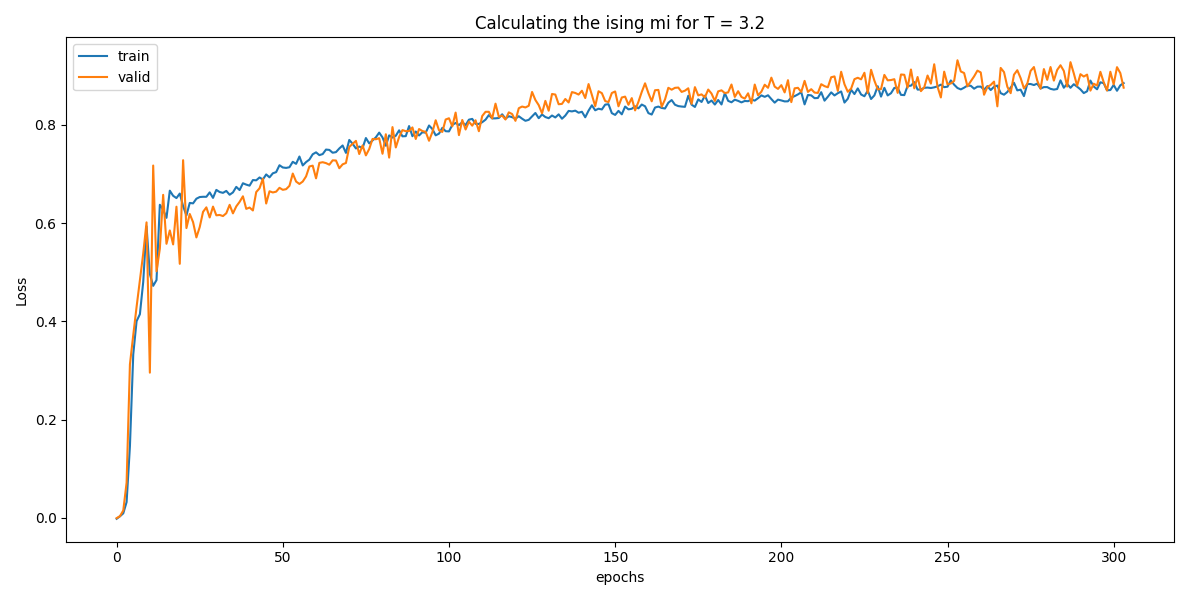 Calculating the ising mi for T = 3.2
train
valid
Loss
0.8
0.6
0.4
0.2
0.0
0 50 100 150 200 250 300
epochs